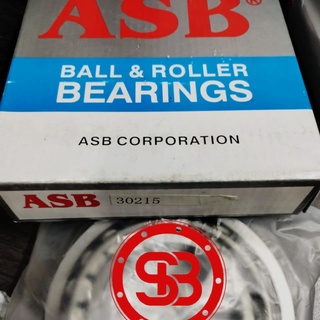 ASB®
BALL & ROLLER
BEARINGS
ASB CORPORATION
ASB 30215
SB